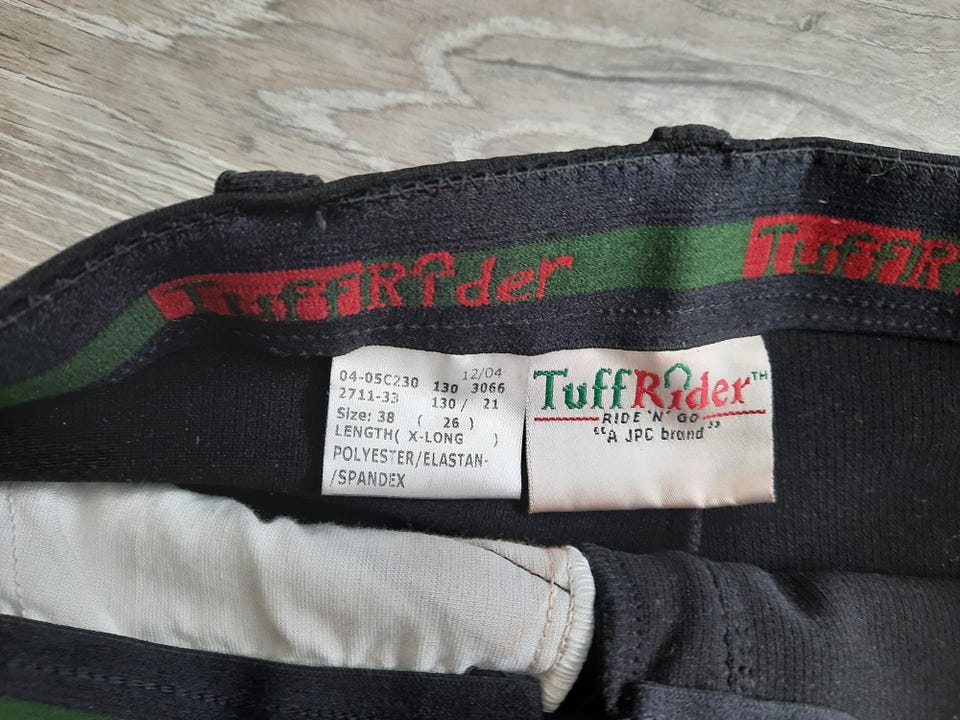 TuffRider
TuffR
12/04
04-05C230 130 3066
2711-33 130/ 21
Size: 38 ( 26 )
LENGTH( X-LONG )
POLYESTER/ELASTAN-
/SPANDEX
TuffRider™
RIDE 'N' GO
"A JPC brand"